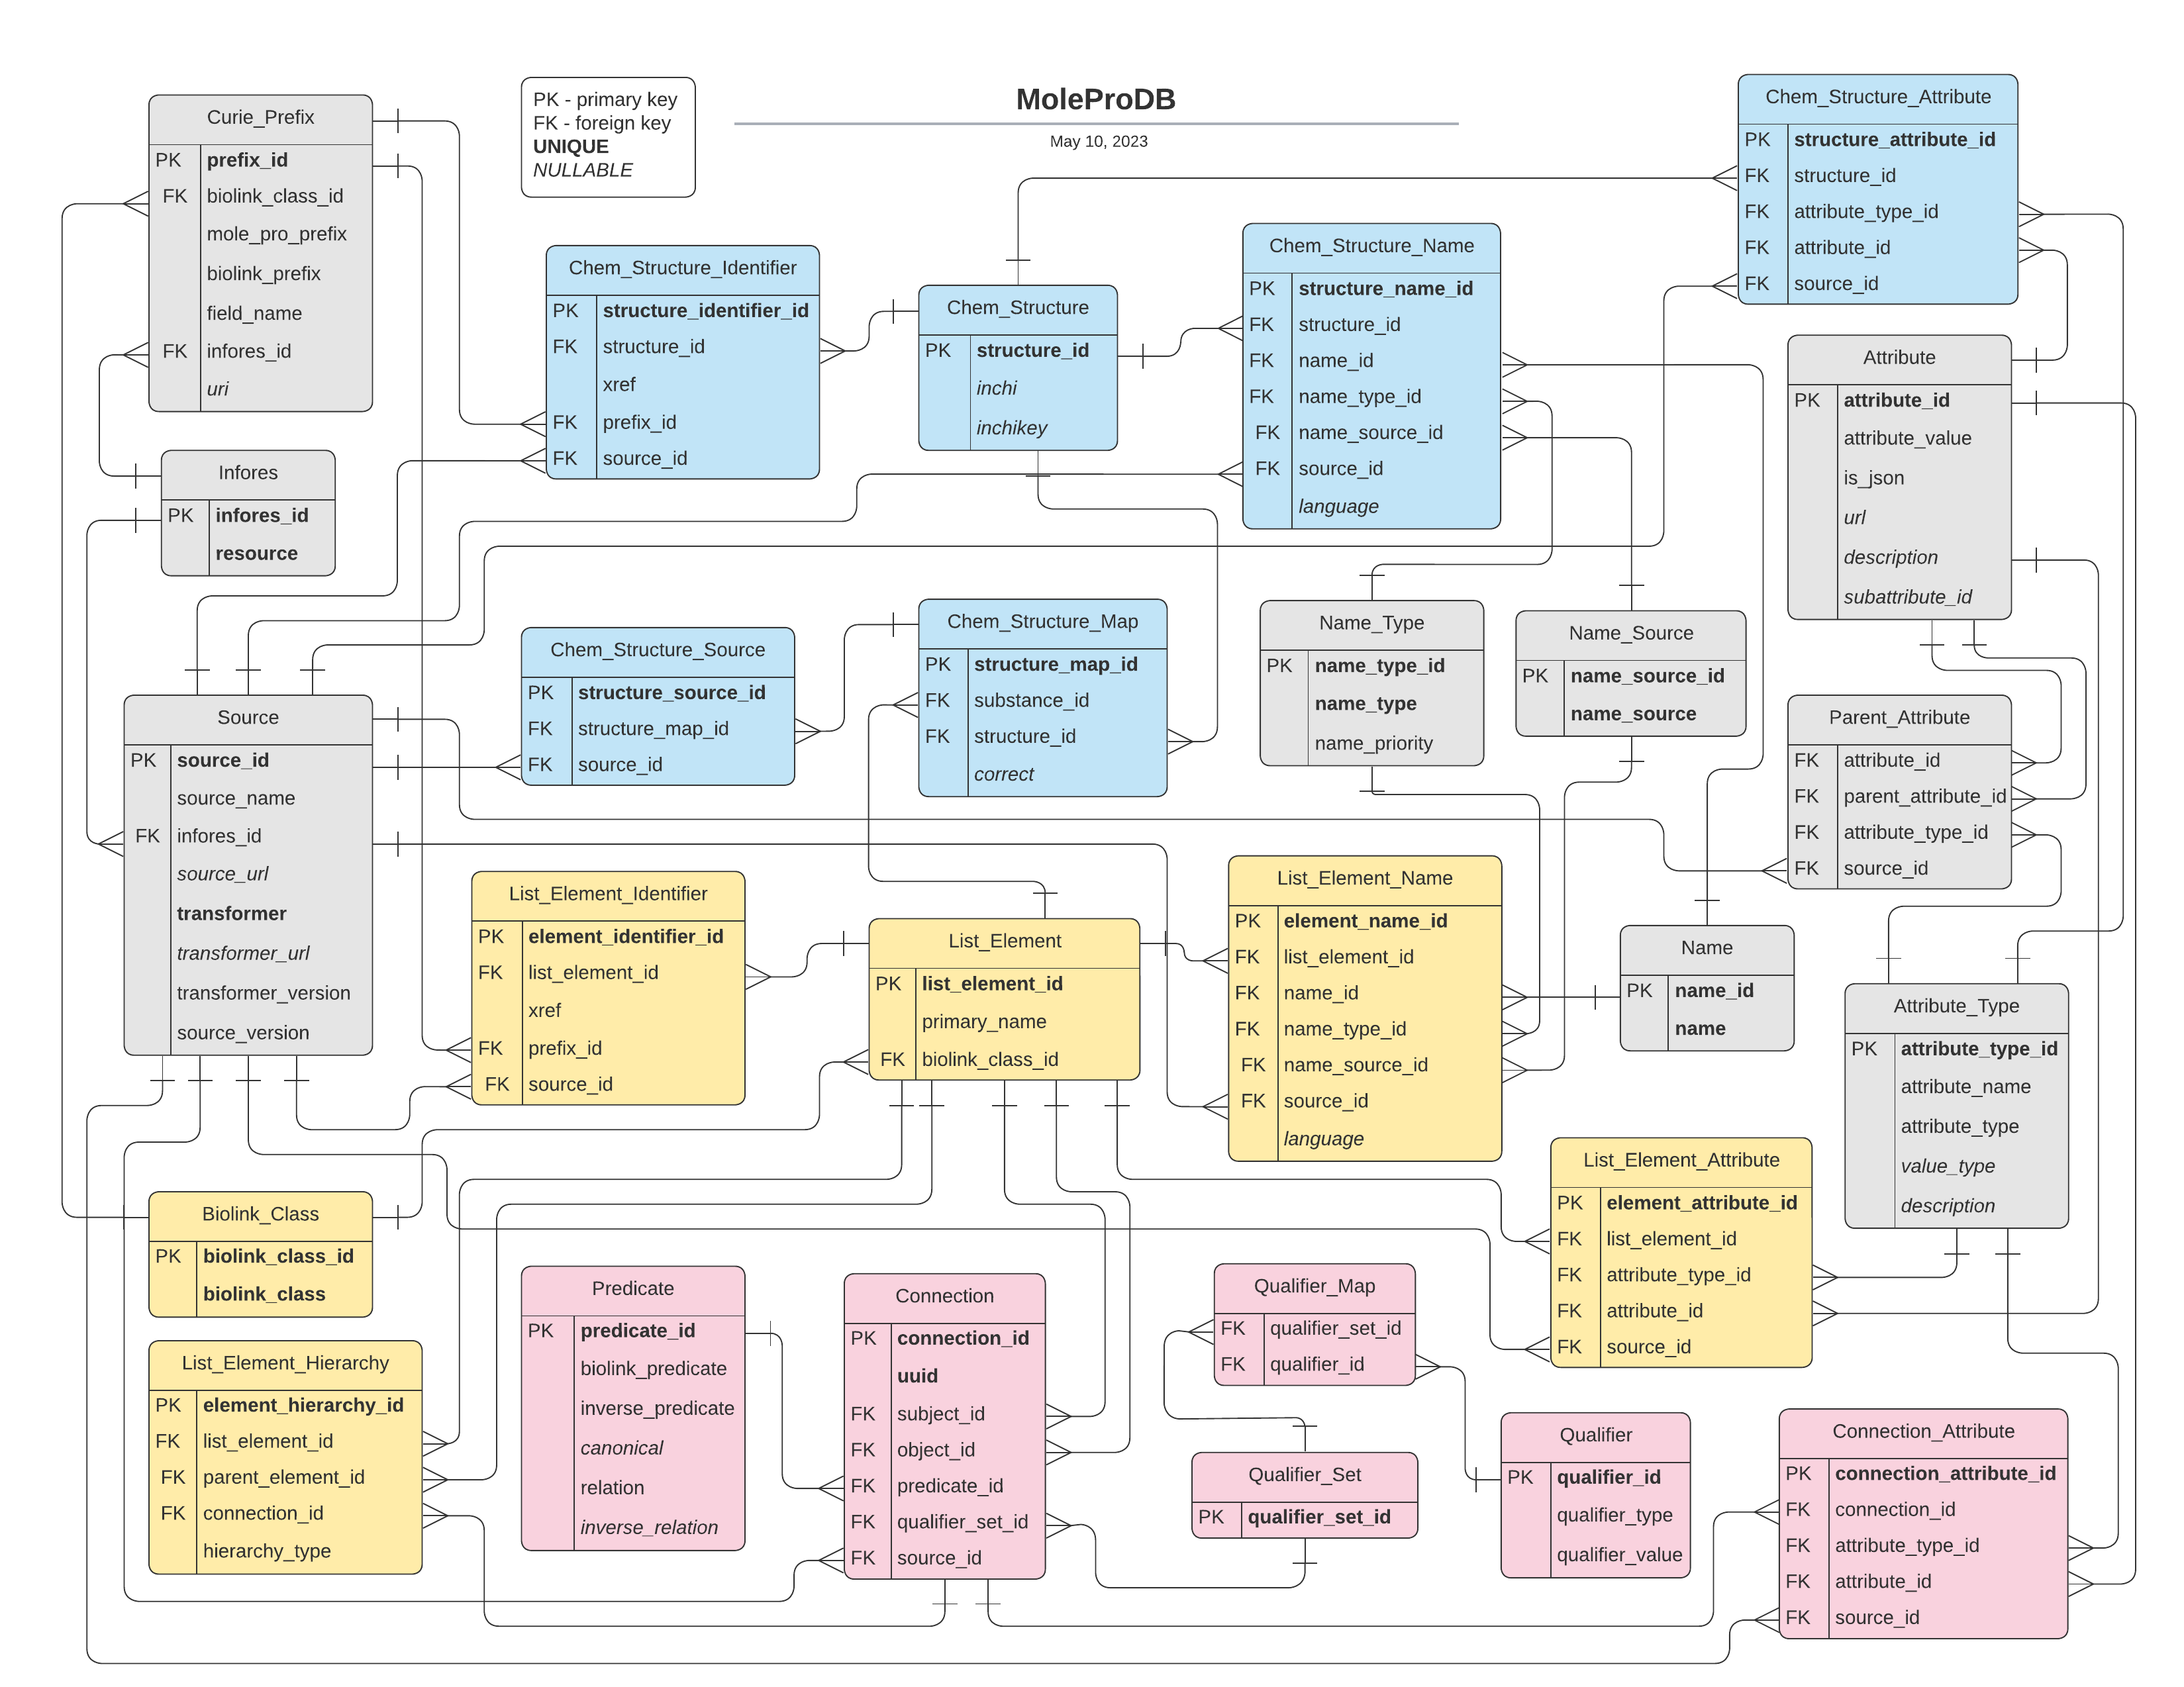 MoleProDB
May 10, 2023
PK - primary key
FK - foreign key
UNIQUE
NULLABLE
Curie_Prefix
PK prefix_id
FK biolink_class_id
mole_pro_prefix
biolink_prefix
field_name
FK infores_id
uri
Infores
PK infores_id
resource
Chem_Structure_Identifier
PK structure_identifier_id
FK structure_id
xref
FK prefix_id
FK source_id
Chem_Structure
PK structure_id
inchi
inchikey
Chem_Structure_Name
PK structure_name_id
FK structure_id
FK name_id
FK name_type_id
FK name_source_id
FK source_id
language
Chem_Structure_Attribute
PK structure_attribute_id
FK structure_id
FK attribute_type_id
FK attribute_id
FK source_id
Attribute
PK attribute_id
attribute_value
is_json
url
description
subattribute_id
Source
PK source_id
source_name
FK infores_id
source_url
transformer
transformer_url
transformer_version
source_version
Chem_Structure_Source
PK structure_source_id
FK structure_map_id
FK source_id
Chem_Structure_Map
PK structure_map_id
FK substance_id
FK structure_id
correct
Name_Type
PK name_type_id
name_type
name_priority
Name_Source
PK name_source_id
name_source
Parent_Attribute
FK attribute_id
FK parent_attribute_id
FK attribute_type_id
FK source_id
List_Element_Identifier
PK element_identifier_id
FK list_element_id
xref
FK prefix_id
FK source_id
List_Element
PK list_element_id
primary_name
FK biolink_class_id
List_Element_Name
PK element_name_id
FK list_element_id
FK name_id
FK name_type_id
FK name_source_id
FK source_id
language
Name
PK name_id
name
Attribute_Type
PK attribute_type_id
attribute_name
attribute_type
value_type
description
Biolink_Class
PK biolink_class_id
biolink_class
List_Element_Attribute
PK element_attribute_id
FK list_element_id
FK attribute_type_id
FK attribute_id
FK source_id
List_Element_Hierarchy
PK element_hierarchy_id
FK list_element_id
FK parent_element_id
FK connection_id
hierarchy_type
Predicate
PK predicate_id
biolink_predicate
inverse_predicate
canonical
relation
inverse_relation
Connection
PK connection_id
uuid
FK subject_id
FK object_id
FK predicate_id
FK qualifier_set_id
FK source_id
Qualifier_Map
FK qualifier_set_id
FK qualifier_id
Qualifier_Set
PK qualifier_set_id
Qualifier
PK qualifier_id
qualifier_type
qualifier_value
Connection_Attribute
PK connection_attribute_id
FK connection_id
FK attribute_type_id
FK attribute_id
FK source_id